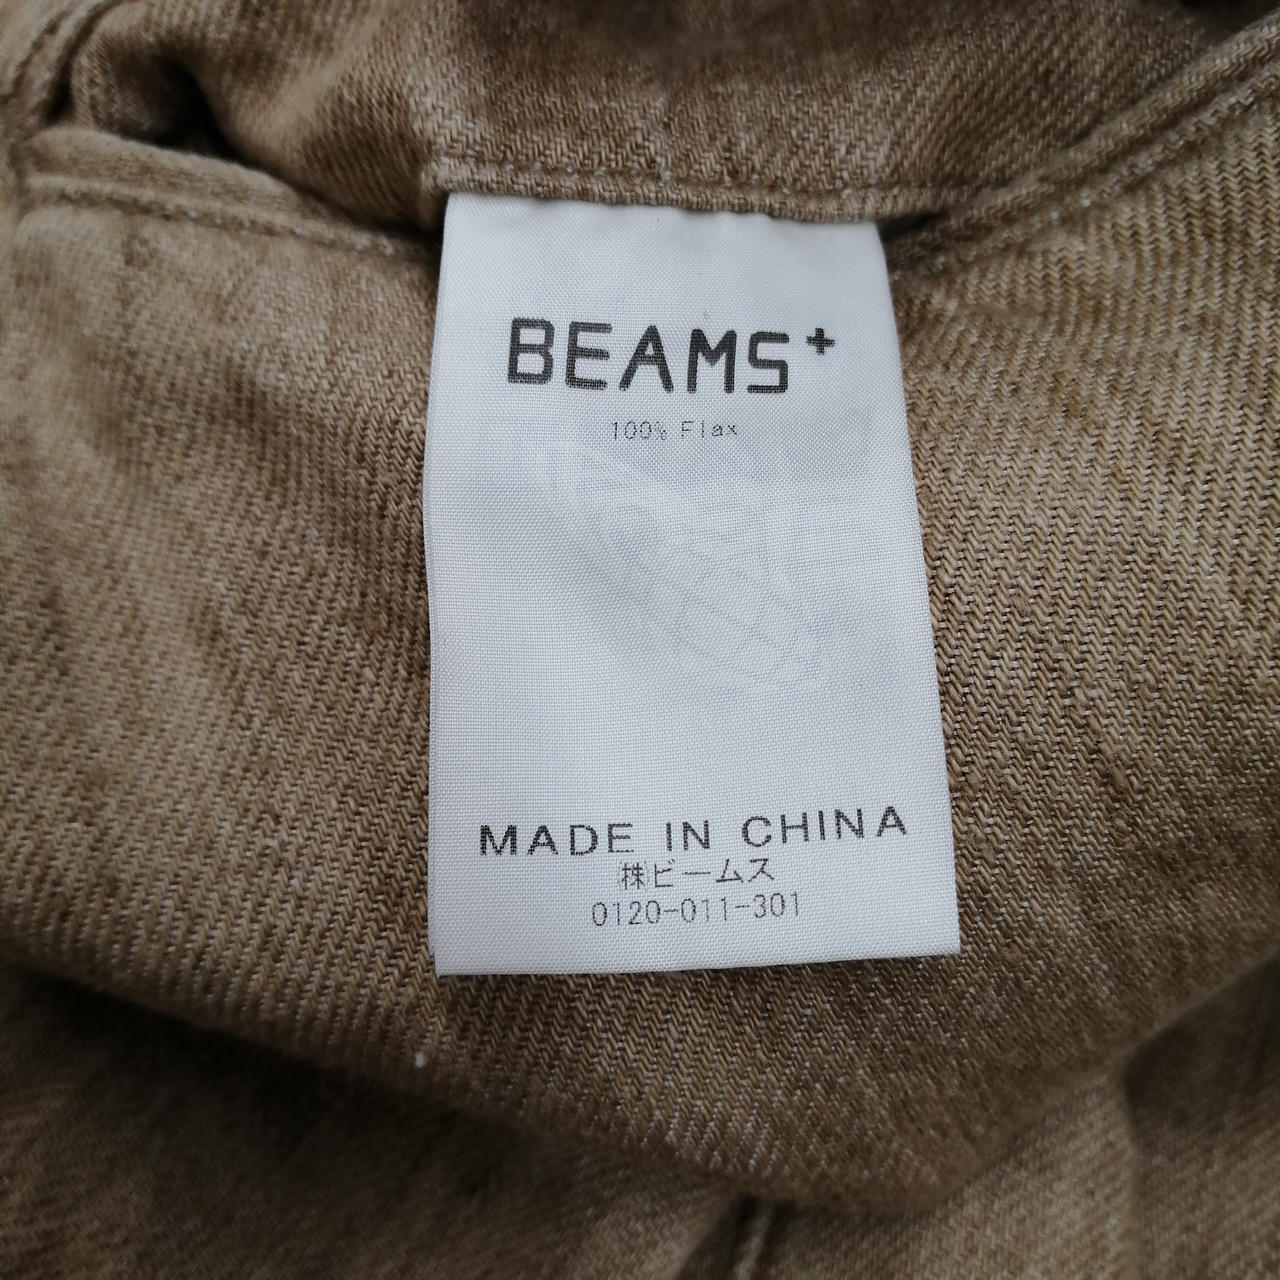 BEAMS+
100% Flax
MADE IN CHINA
㈱ビームス
0120-011-301